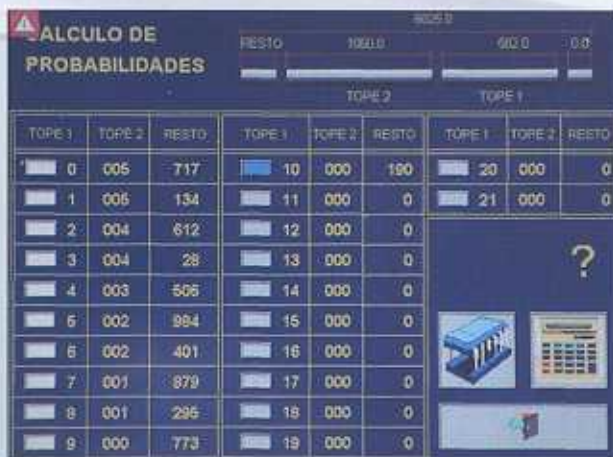 CALCULO DE
PROBABILIDADES
6025.0
RESTO 1060.0 0.0
TOPE 2 TOPE 1
TOPE 1 TOPE 2 RESTO TOPE 1 TOPE 2 RESTO TOPE 1 TOPE 2 RESTO
0 005 717 10 000 190 20 000 0
1 005 134 11 000 0 21 000 0
2 004 612 12 000 0
3 004 28 13 000 0
4 003 506 14 000 0
5 002 984 15 000 0
6 002 401 16 000 0
7 001 879 17 000 0
8 001 295 18 000 0
9 000 773 19 000 0
?